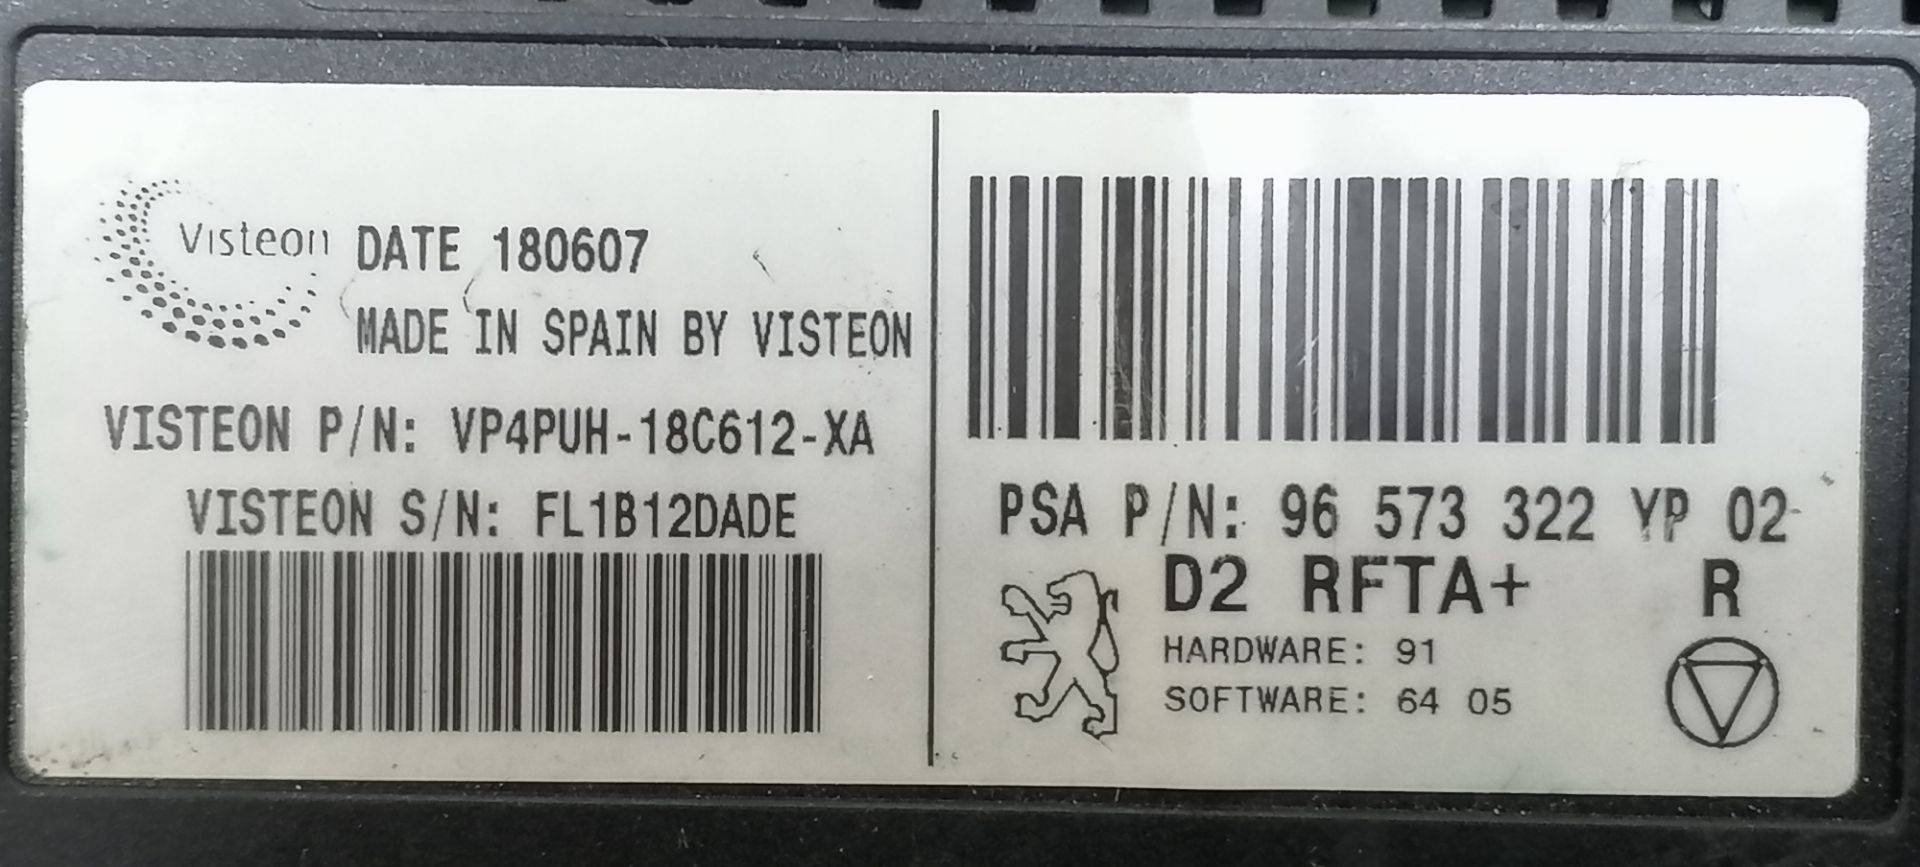 Visteon DATE 180607
MADE IN SPAIN BY VISTEON
VISTEON P/N: VP4PUH-18C612-XA
VISTEON S/N: FL1B12DADE
PSA P/N: 96 573 322 YP 02
D2 RFTA+ R
HARDWARE: 91
SOFTWARE: 64 05